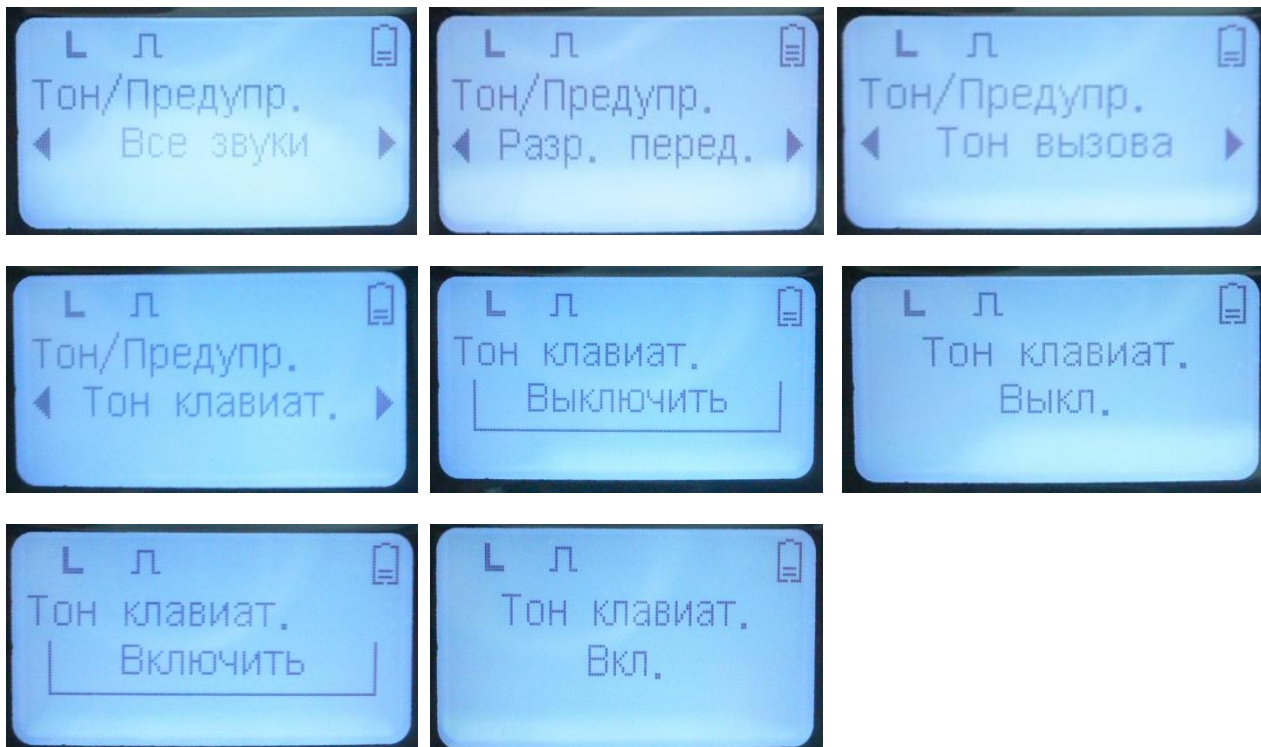 L
Тон/Предупр.
Все звуки
L
Тон/Предупр.
Разр. перед.
L
Тон/Предупр.
Тон вызова
L
Тон/Предупр.
Тон клавиат.
L
Тон клавиат.
Выключить
L
Тон клавиат.
Выкл.
L
Тон клавиат.
Включить
L
Тон клавиат.
Вкл.